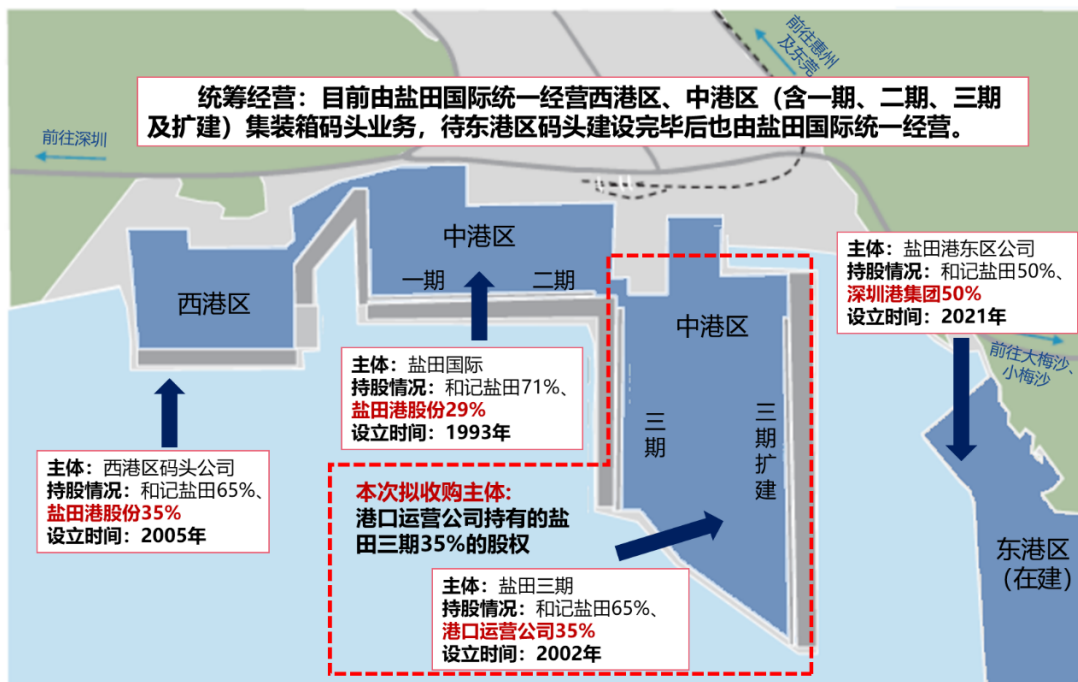 前往惠州
及东莞
统筹经营：目前由盐田国际统一经营西港区、中港区（含一期、二期、三期
及扩建）集装箱码头业务，待东港区码头建设完毕后也由盐田国际统一经营。
前往深圳
中港区
一期
二期
西港区
主体：盐田港东区公司
持股情况：和记盐田50%、
深圳港集团50%
设立时间：2021年
中港区
前往大梅沙、
小梅沙
主体：盐田国际
持股情况：和记盐田71%、
盐田港股份29%
设立时间：1993年
三期
三期扩建
主体：西港区码头公司
持股情况：和记盐田65%、
盐田港股份35%
设立时间：2005年
本次拟收购主体:
港口运营公司持有的盐
田三期35%的股权
东港区
（在建）
主体：盐田三期
持股情况：和记盐田65%、
港口运营公司35%
设立时间：2002年